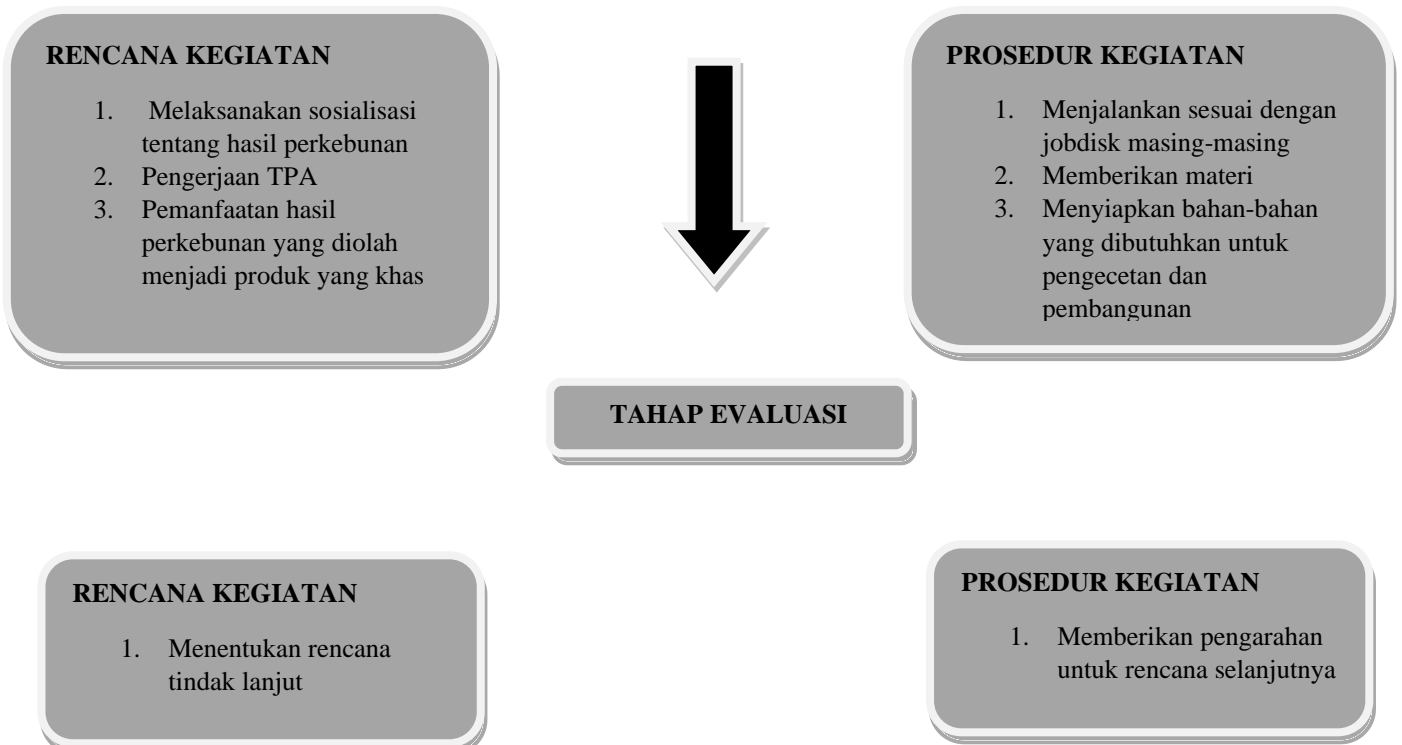 RENCANA KEGIATAN
1. Melaksanakan sosialisasi
tentang hasil perkebunan
2. Pengerjaan TPA
3. Pemanfaatan hasil
perkebunan yang diolah
menjadi produk yang khas
PROSEDUR KEGIATAN
1. Menjalankan sesuai dengan
jobdisk masing-masing
2. Memberikan materi
3. Menyiapkan bahan-bahan
yang dibutuhkan untuk
pengecetan dan
pembangunan
TAHAP EVALUASI
RENCANA KEGIATAN
1. Menentukan rencana
tindak lanjut
PROSEDUR KEGIATAN
1. Memberikan pengarahan
untuk rencana selanjutnya